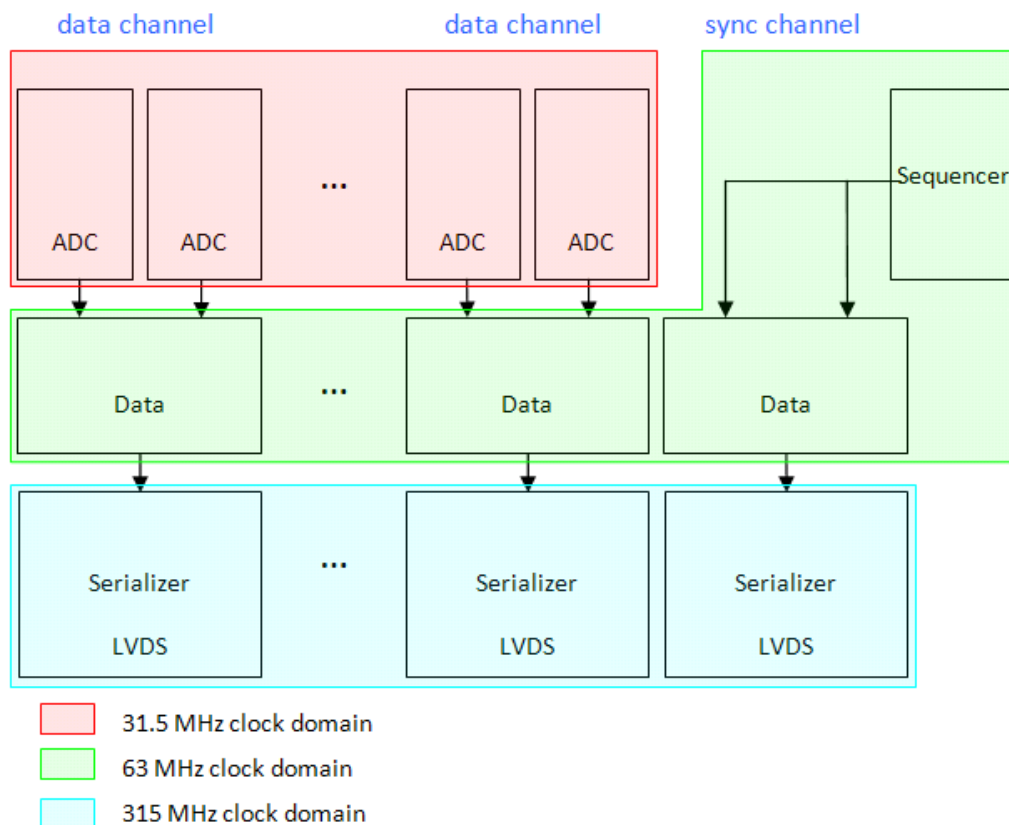 data channel
data channel
sync channel
...
Sequencer
ADC
ADC
ADC
ADC
...
Data
Data
Data
...
Serializer
LVDS
Serializer
LVDS
Serializer
LVDS
31.5 MHz clock domain
63 MHz clock domain
315 MHz clock domain